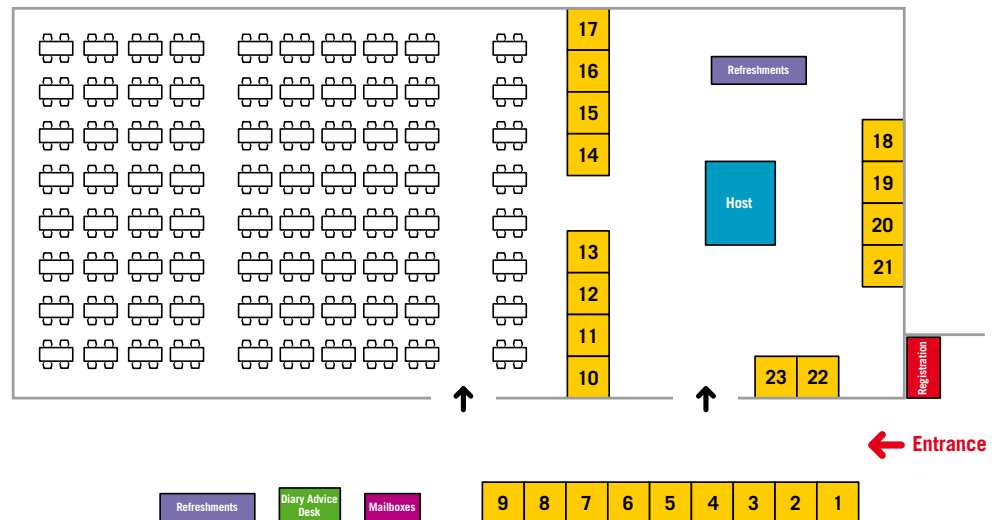 17
16
Refreshments
15
14
18
19
Host
20
21
13
12
11
10
23 22
Registration
Entrance
Refreshments
Diary Advice
Desk
Mailboxes
9 8 7 6 5 4 3 2 1